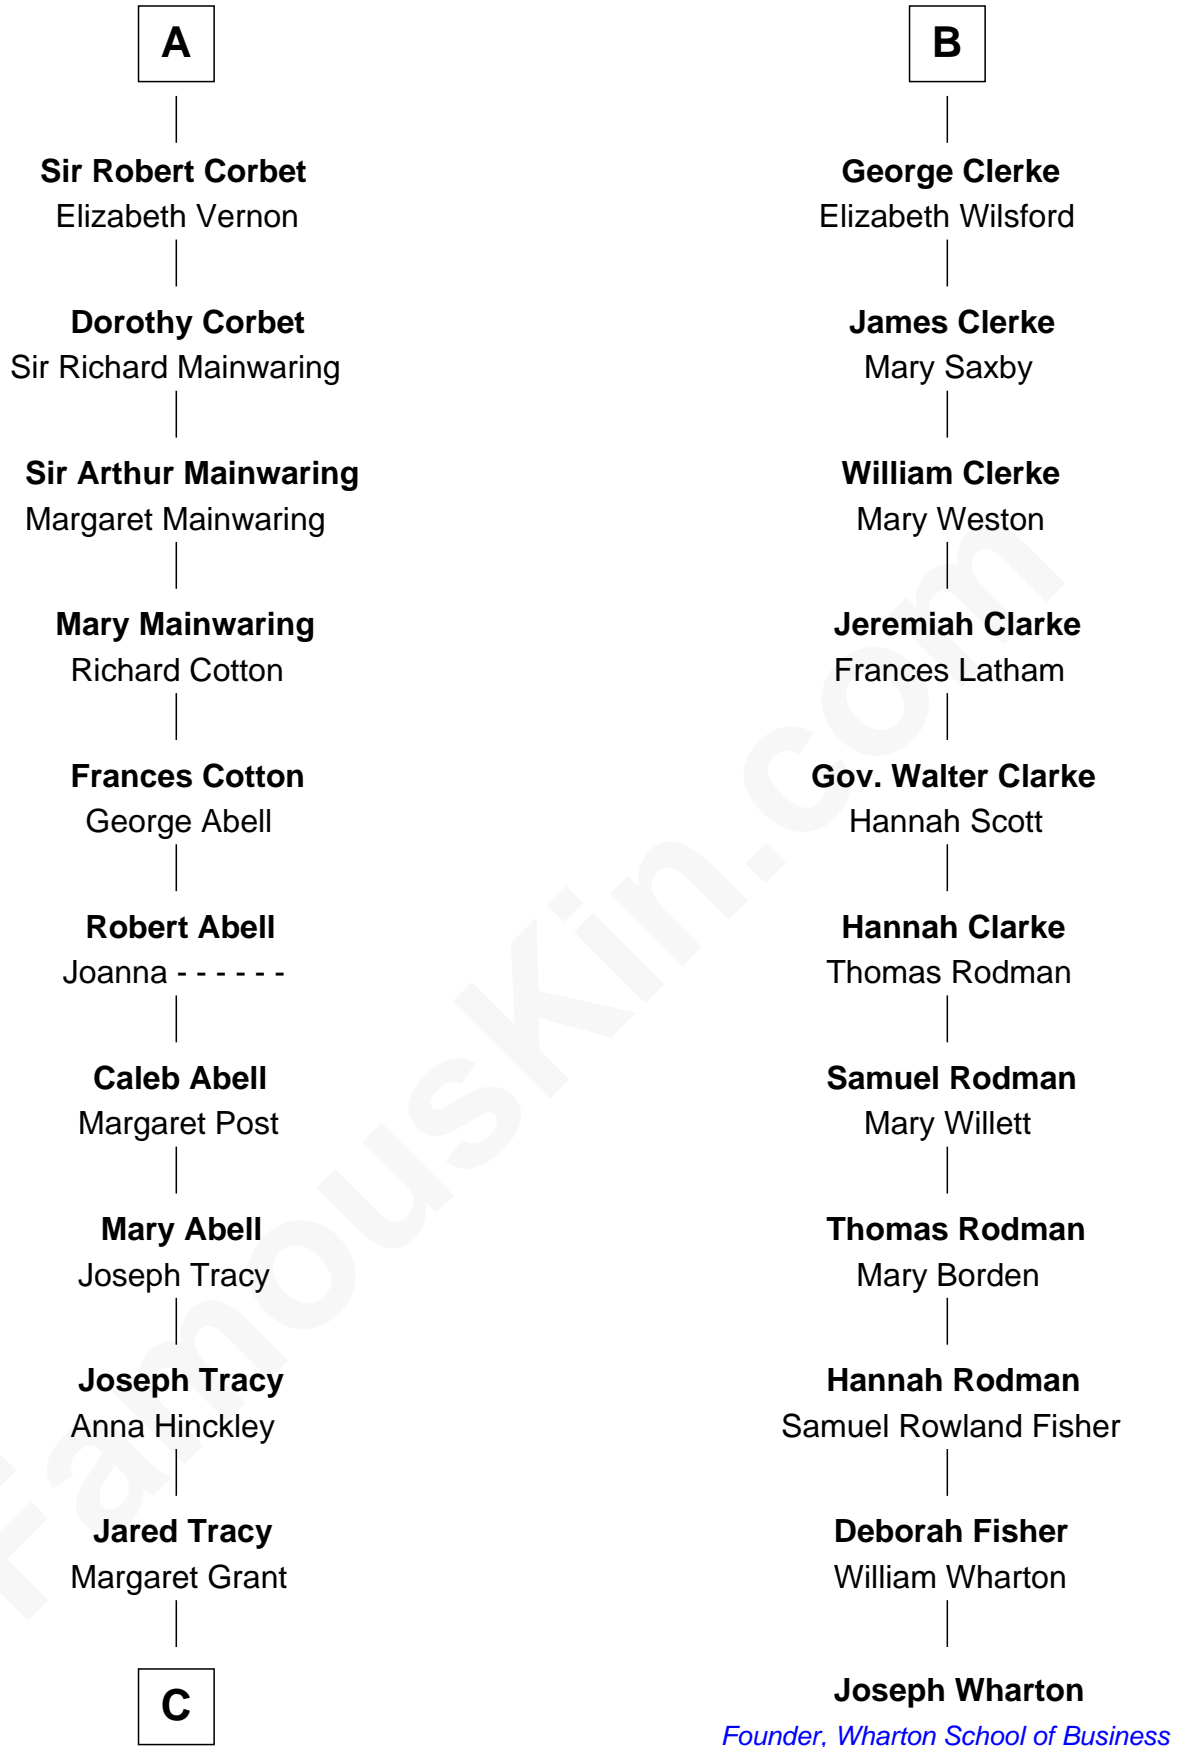 A
Sir Robert Corbet
Elizabeth Vernon
Dorothy Corbet
Sir Richard Mainwaring
Sir Arthur Mainwaring
Margaret Mainwaring
Mary Mainwaring
Richard Cotton
Frances Cotton
George Abell
Robert Abell
Joanna - - - - - -
Caleb Abell
Margaret Post
Mary Abell
Joseph Tracy
Joseph Tracy
Anna Hinckley
Jared Tracy
Margaret Grant
C
B
George Clerke
Elizabeth Wilsford
James Clerke
Mary Saxby
William Clerke
Mary Weston
Jeremiah Clarke
Frances Latham
Gov. Walter Clarke
Hannah Scott
Hannah Clarke
Thomas Rodman
Samuel Rodman
Mary Willett
Thomas Rodman
Mary Borden
Hannah Rodman
Samuel Rowland Fisher
Deborah Fisher
William Wharton
Joseph Wharton
Founder, Wharton School of Business
FamousKin.com